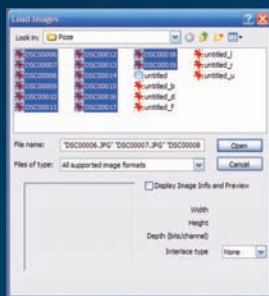 Load Images
Look in: Poze
DSC00006 DSC00012 DSC00018 untitled_l
DSC00007 DSC00013 DSC00019 untitled_r
DSC00008 DSC00014 untitled untitled_u
DSC00009 DSC00015 untitled_b
DSC00010 DSC00016 untitled_d
DSC00011 DSC00017 untitled_f
File name: "DSC00006.JPG" "DSC00007.JPG" "DSC00008 Open
Files of type: All supported image formats Cancel
Display Image Info and Preview
Width
Height
Depth (bits/channel)
Interlace type None